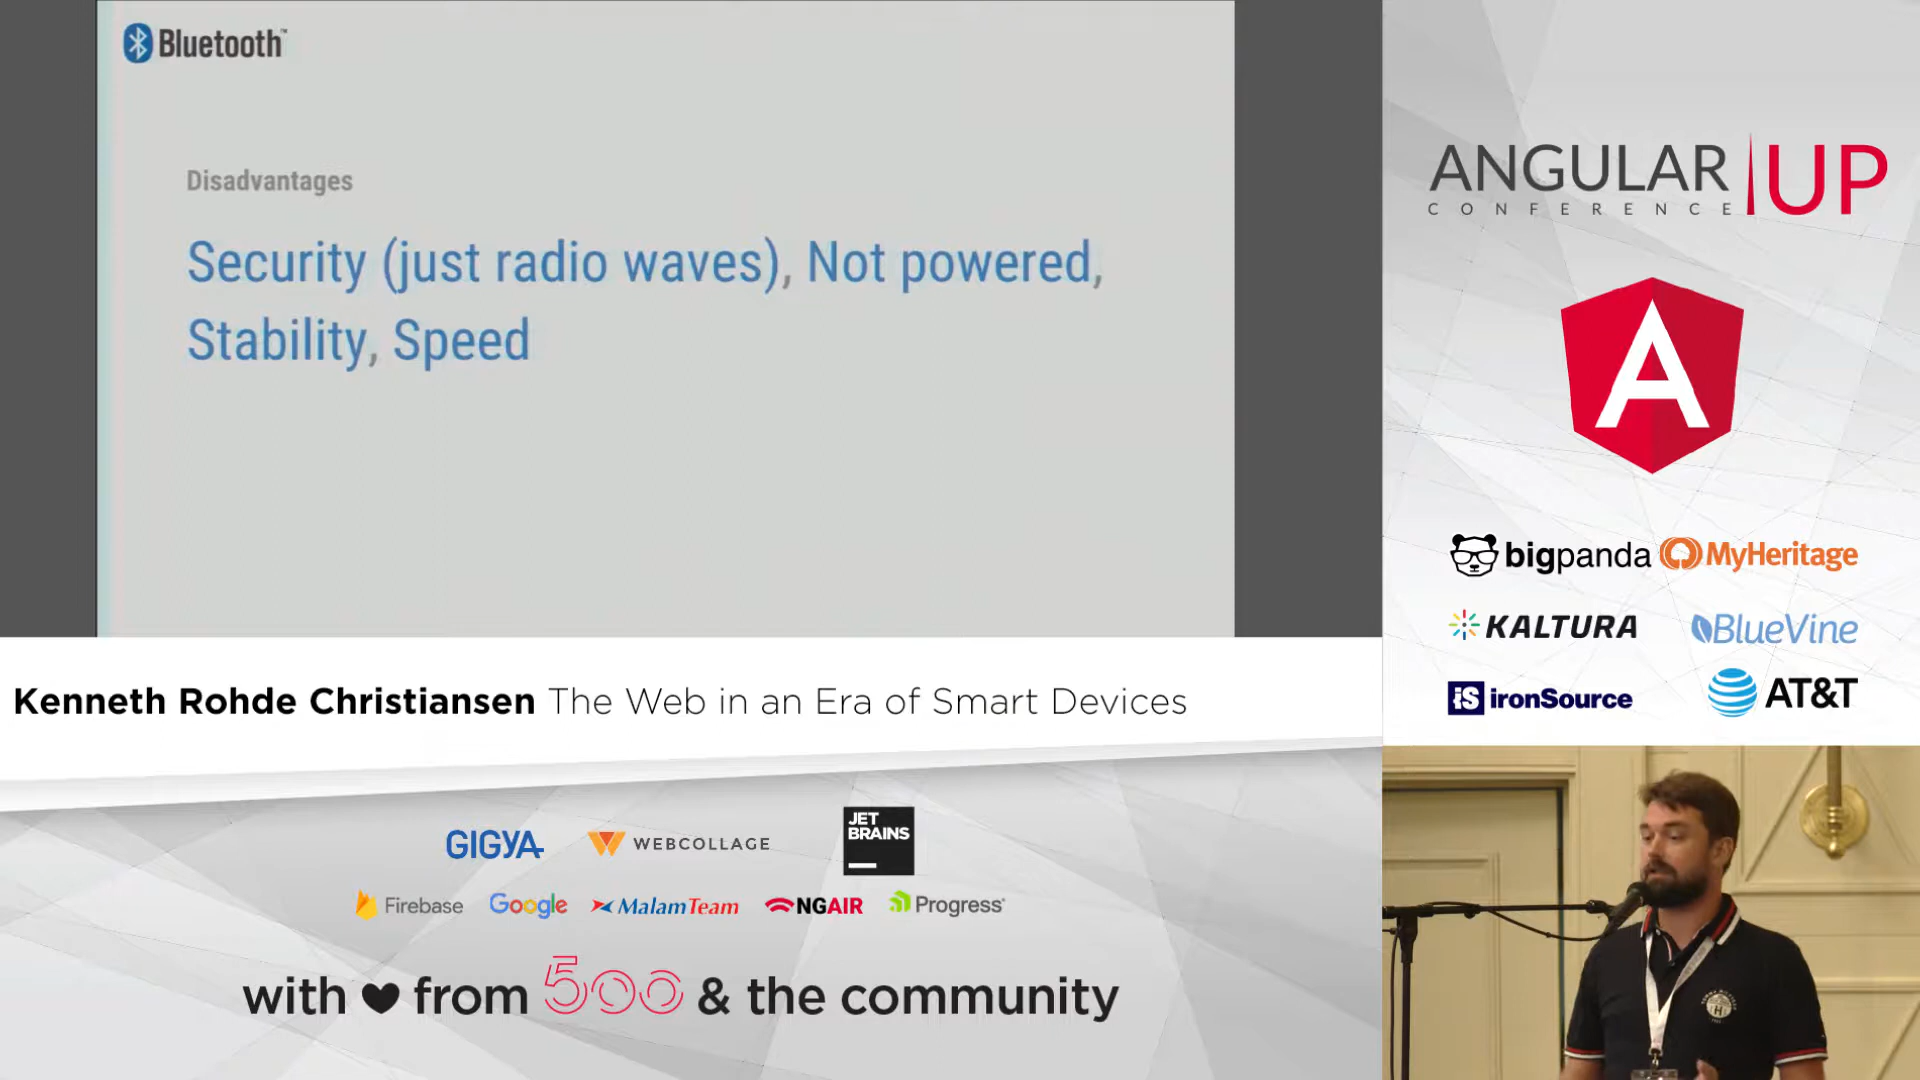 Bluetooth™
Disadvantages
Security (just radio waves), Not powered,
Stability, Speed
Kenneth Rohde Christiansen The Web in an Era of Smart Devices
GIGYA
WEBCOLLAGE
JET
BRAINS
Firebase
Google
MalamTeam
NGAIR
Progress
with ♥ from 500 & the community
ANGULAR UP
CONFERENCE
A
bigpanda
MyHeritage
KALTURA
BlueVine
iS ironSource
AT&T
H